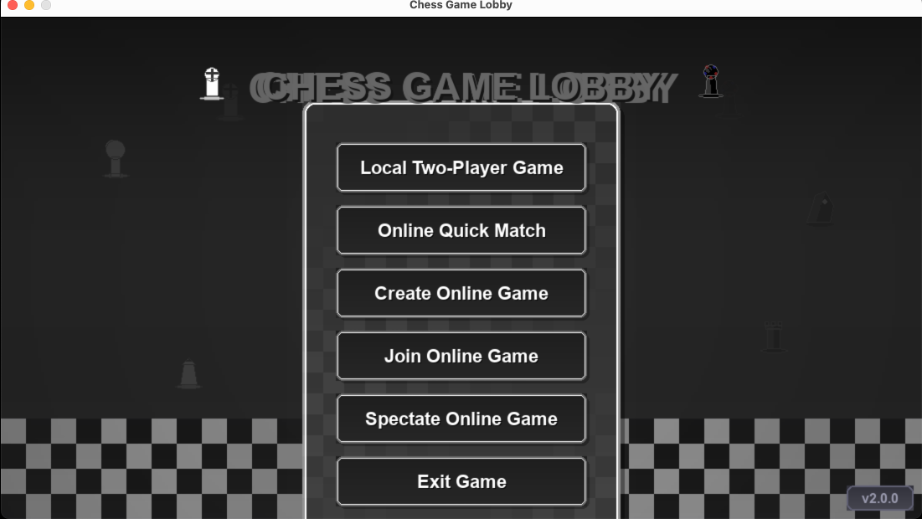 Chess Game Lobby
CHESS GAME LOBBY
Local Two-Player Game
Online Quick Match
Create Online Game
Join Online Game
Spectate Online Game
Exit Game
v2.0.0